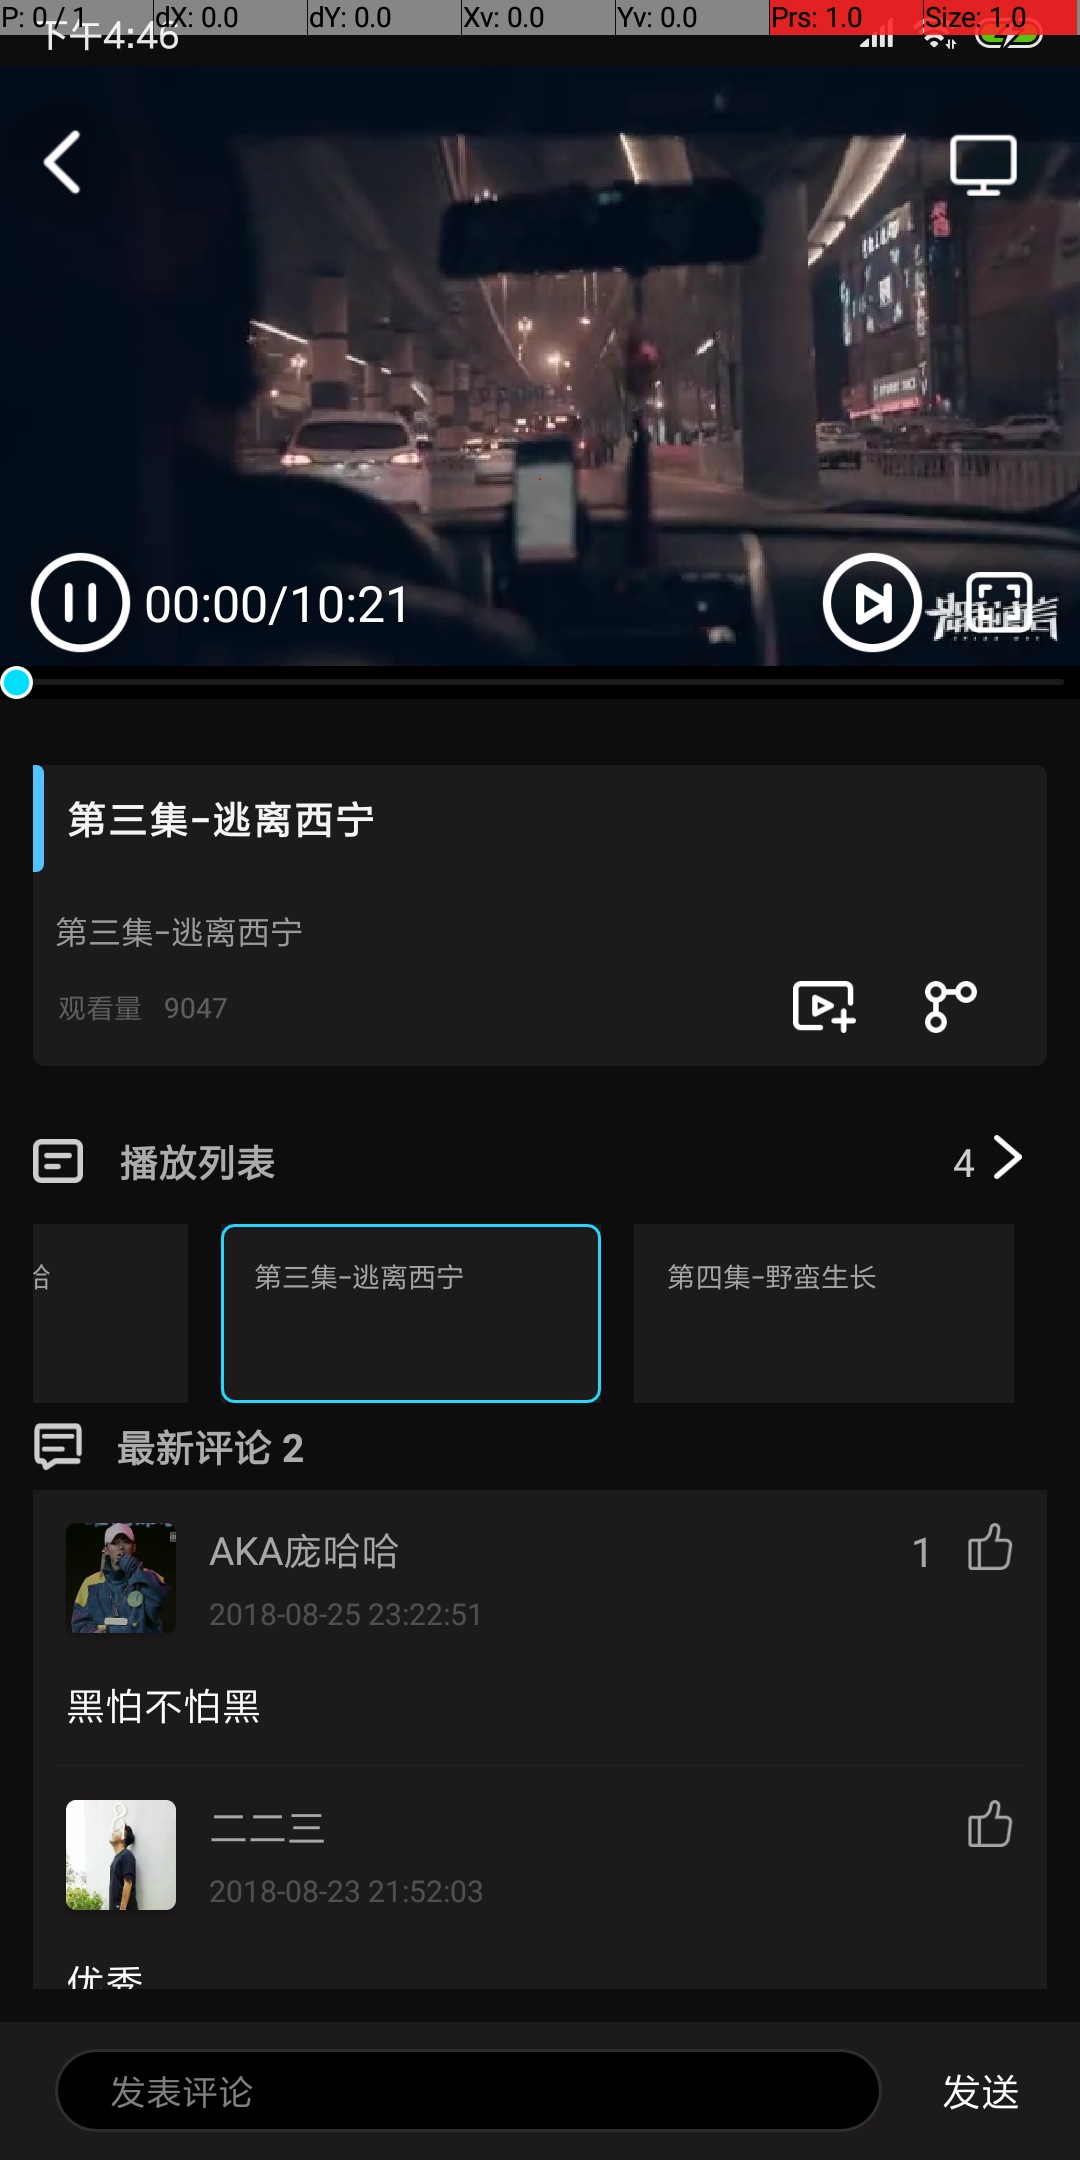 P: 0 / 1 dX: 0.0 dY: 0.0 Xv: 0.0 Yv: 0.0 Prs: 1.0 Size: 1.0
下午4:46
00:00/10:21
第三集-逃离西宁
第三集-逃离西宁
观看量 9047
播放列表 4
第三集-逃离西宁
第四集-野蛮生长
最新评论 2
AKA庞哈哈 1
2018-08-25 23:22:51
黑怕不怕黑
二二三
2018-08-23 21:52:03
优秀
发表评论 发送